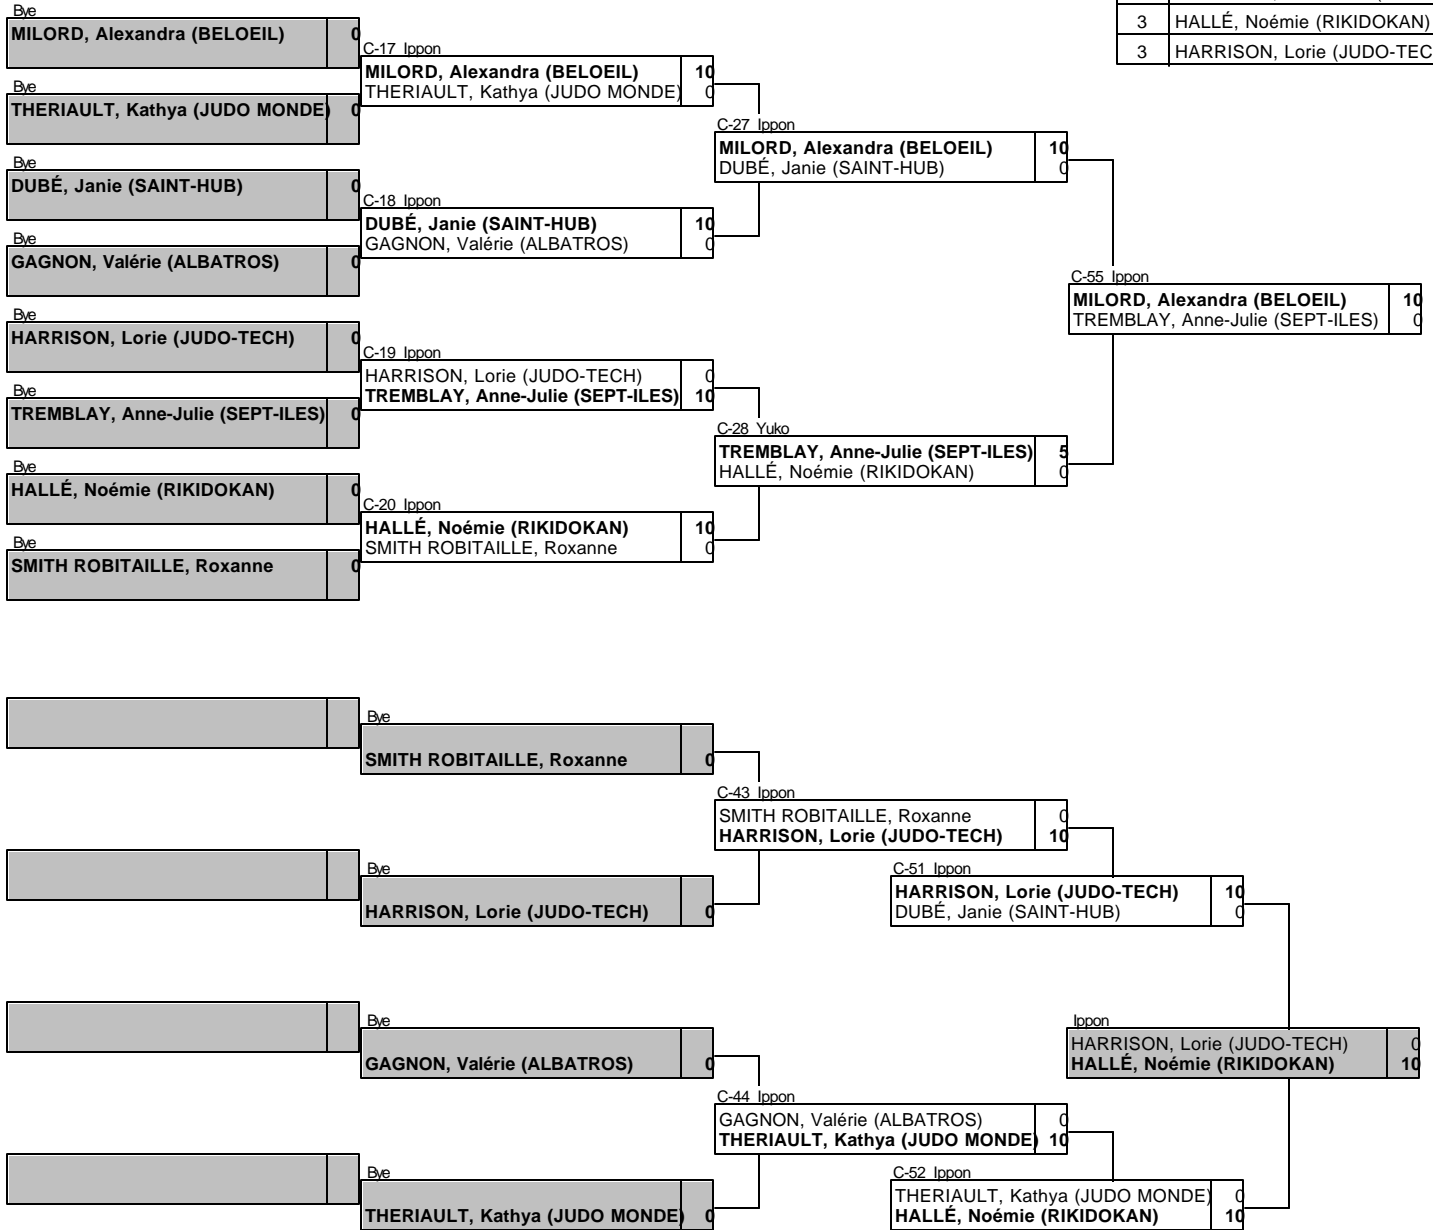 3 HALLÉ, Noémie (RIKIDOKAN)
3 HARRISON, Lorie (JUDO-TEC
Bye
MILORD, Alexandra (BELOEIL) 0
Bye
THERIAULT, Kathya (JUDO MONDE) 0
Bye
DUBÉ, Janie (SAINT-HUB) 0
Bye
GAGNON, Valérie (ALBATROS) 0
Bye
HARRISON, Lorie (JUDO-TECH) 0
Bye
TREMBLAY, Anne-Julie (SEPT-ILES) 0
Bye
HALLÉ, Noémie (RIKIDOKAN) 0
Bye
SMITH ROBITAILLE, Roxanne 0
C-17 Ippon
MILORD, Alexandra (BELOEIL) 10
THERIAULT, Kathya (JUDO MONDE) 0
C-18 Ippon
DUBÉ, Janie (SAINT-HUB) 10
GAGNON, Valérie (ALBATROS) 0
C-19 Ippon
HARRISON, Lorie (JUDO-TECH) 0
TREMBLAY, Anne-Julie (SEPT-ILES) 10
C-20 Ippon
HALLÉ, Noémie (RIKIDOKAN) 10
SMITH ROBITAILLE, Roxanne 0
C-27 Ippon
MILORD, Alexandra (BELOEIL) 10
DUBÉ, Janie (SAINT-HUB) 0
C-28 Yuko
TREMBLAY, Anne-Julie (SEPT-ILES) 5
HALLÉ, Noémie (RIKIDOKAN) 0
C-55 Ippon
MILORD, Alexandra (BELOEIL) 10
TREMBLAY, Anne-Julie (SEPT-ILES) 0
Bye
SMITH ROBITAILLE, Roxanne 0
Bye
HARRISON, Lorie (JUDO-TECH) 0
Bye
GAGNON, Valérie (ALBATROS) 0
Bye
THERIAULT, Kathya (JUDO MONDE) 0
C-43 Ippon
SMITH ROBITAILLE, Roxanne 0
HARRISON, Lorie (JUDO-TECH) 10
C-44 Ippon
GAGNON, Valérie (ALBATROS) 0
THERIAULT, Kathya (JUDO MONDE) 10
C-51 Ippon
HARRISON, Lorie (JUDO-TECH) 10
DUBÉ, Janie (SAINT-HUB) 0
C-52 Ippon
THERIAULT, Kathya (JUDO MONDE) 0
HALLÉ, Noémie (RIKIDOKAN) 10
Ippon
HARRISON, Lorie (JUDO-TECH) 0
HALLÉ, Noémie (RIKIDOKAN) 10